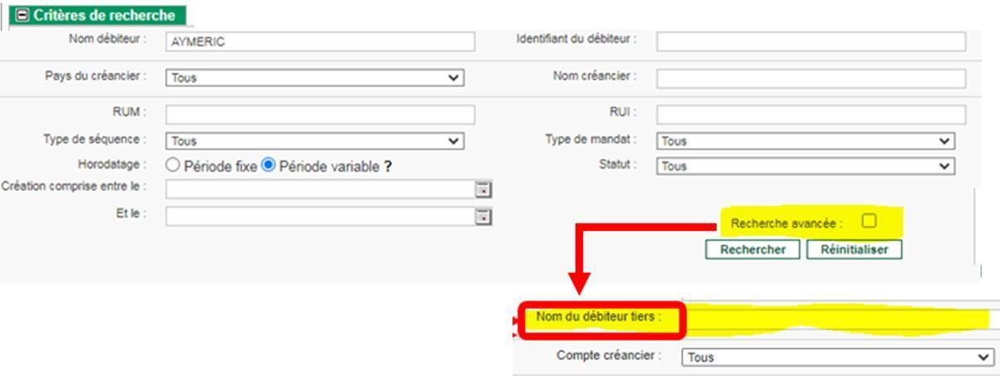 Critères de recherche
Nom débiteur : AYMERIC Identifiant du débiteur :
Pays du créancier : Tous Nom créancier :
RUM : RUI :
Type de séquence : Tous Type de mandat : Tous
Horodatage : Période fixe Période variable ? Statut : Tous
Création comprise entre le :
Et le :
Recherche avancée :
Rechercher Réinitialiser
Nom du débiteur tiers :
Compte créancier : Tous